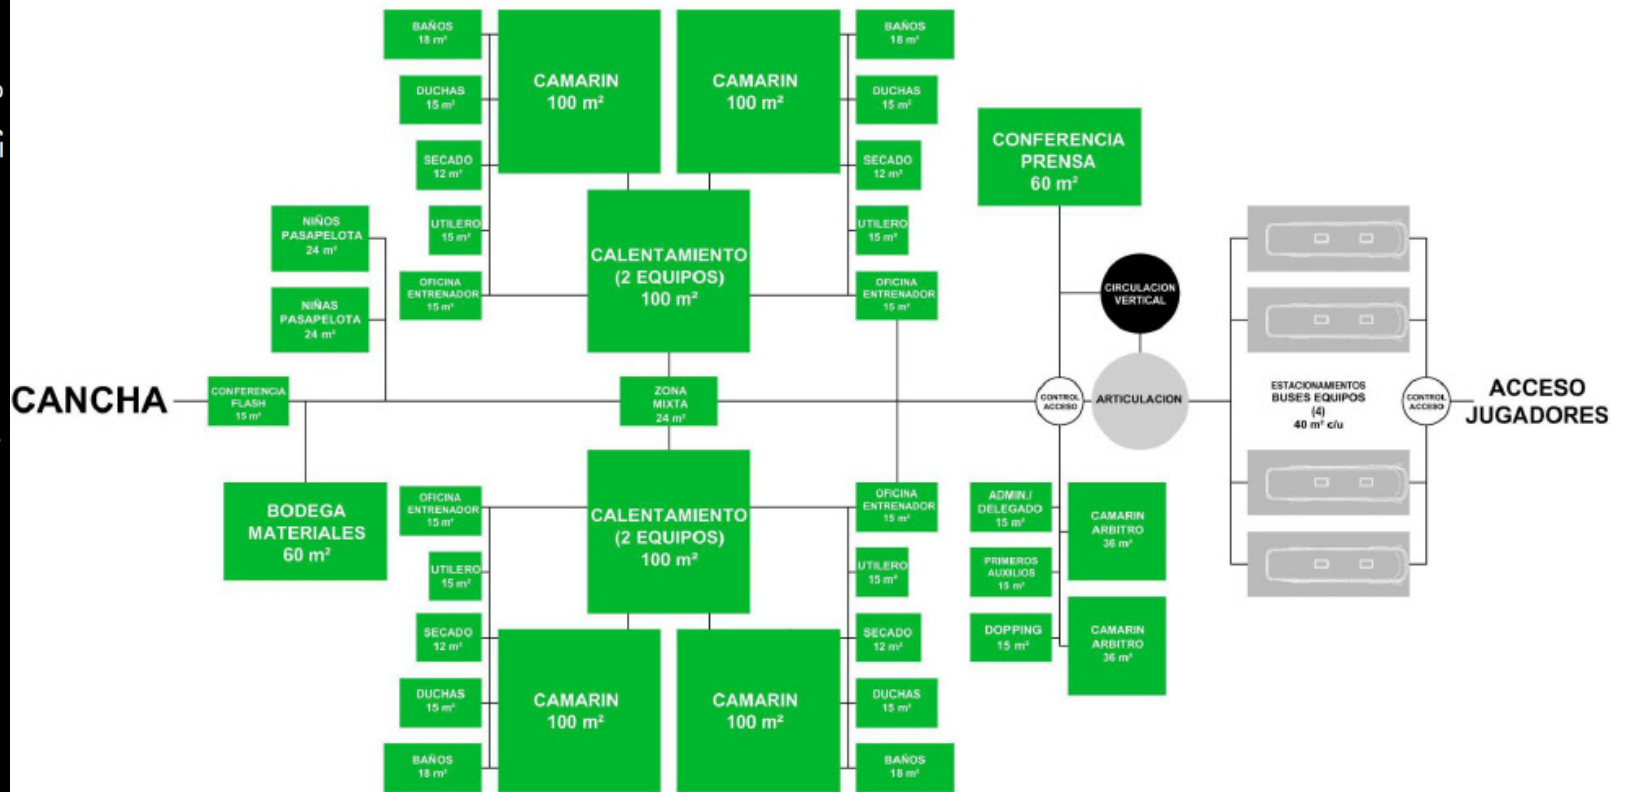 BAÑOS
18 m²
DUCHAS
15 m²
SECADO
12 m²
UTILERO
15 m²
OFICINA
ENTRENADOR
15 m²
CAMARIN
100 m²
CAMARIN
100 m²
BAÑOS
18 m²
DUCHAS
15 m²
SECADO
12 m²
UTILERO
15 m²
OFICINA
ENTRENADOR
15 m²
CALENTAMIENTO
(2 EQUIPOS)
100 m²
NIÑOS
PASAPELOTA
24 m²
NIÑAS
PASAPELOTA
24 m²
CONFERENCIA
PRENSA
60 m²
CIRCULACION
VERTICAL
CANCHA
CONFERENCIA
FLASH
15 m²
ZONA
MIXTA
24 m²
CONTROL
ACCESO
ARTICULACION
ESTACIONAMIENTOS
BUSES EQUIPOS
(4)
40 m² c/u
CONTROL
ACCESO
ACCESO
JUGADORES
BODEGA
MATERIALES
60 m²
OFICINA
ENTRENADOR
15 m²
UTILERO
15 m²
SECADO
12 m²
DUCHAS
15 m²
BAÑOS
18 m²
CALENTAMIENTO
(2 EQUIPOS)
100 m²
CAMARIN
100 m²
CAMARIN
100 m²
OFICINA
ENTRENADOR
15 m²
UTILERO
15 m²
SECADO
12 m²
DUCHAS
15 m²
BAÑOS
18 m²
ADMIN./
DELEGADO
15 m²
PRIMEROS
AUXILIOS
15 m²
DOPPING
15 m²
CAMARIN
ARBITRO
36 m²
CAMARIN
ARBITRO
36 m²